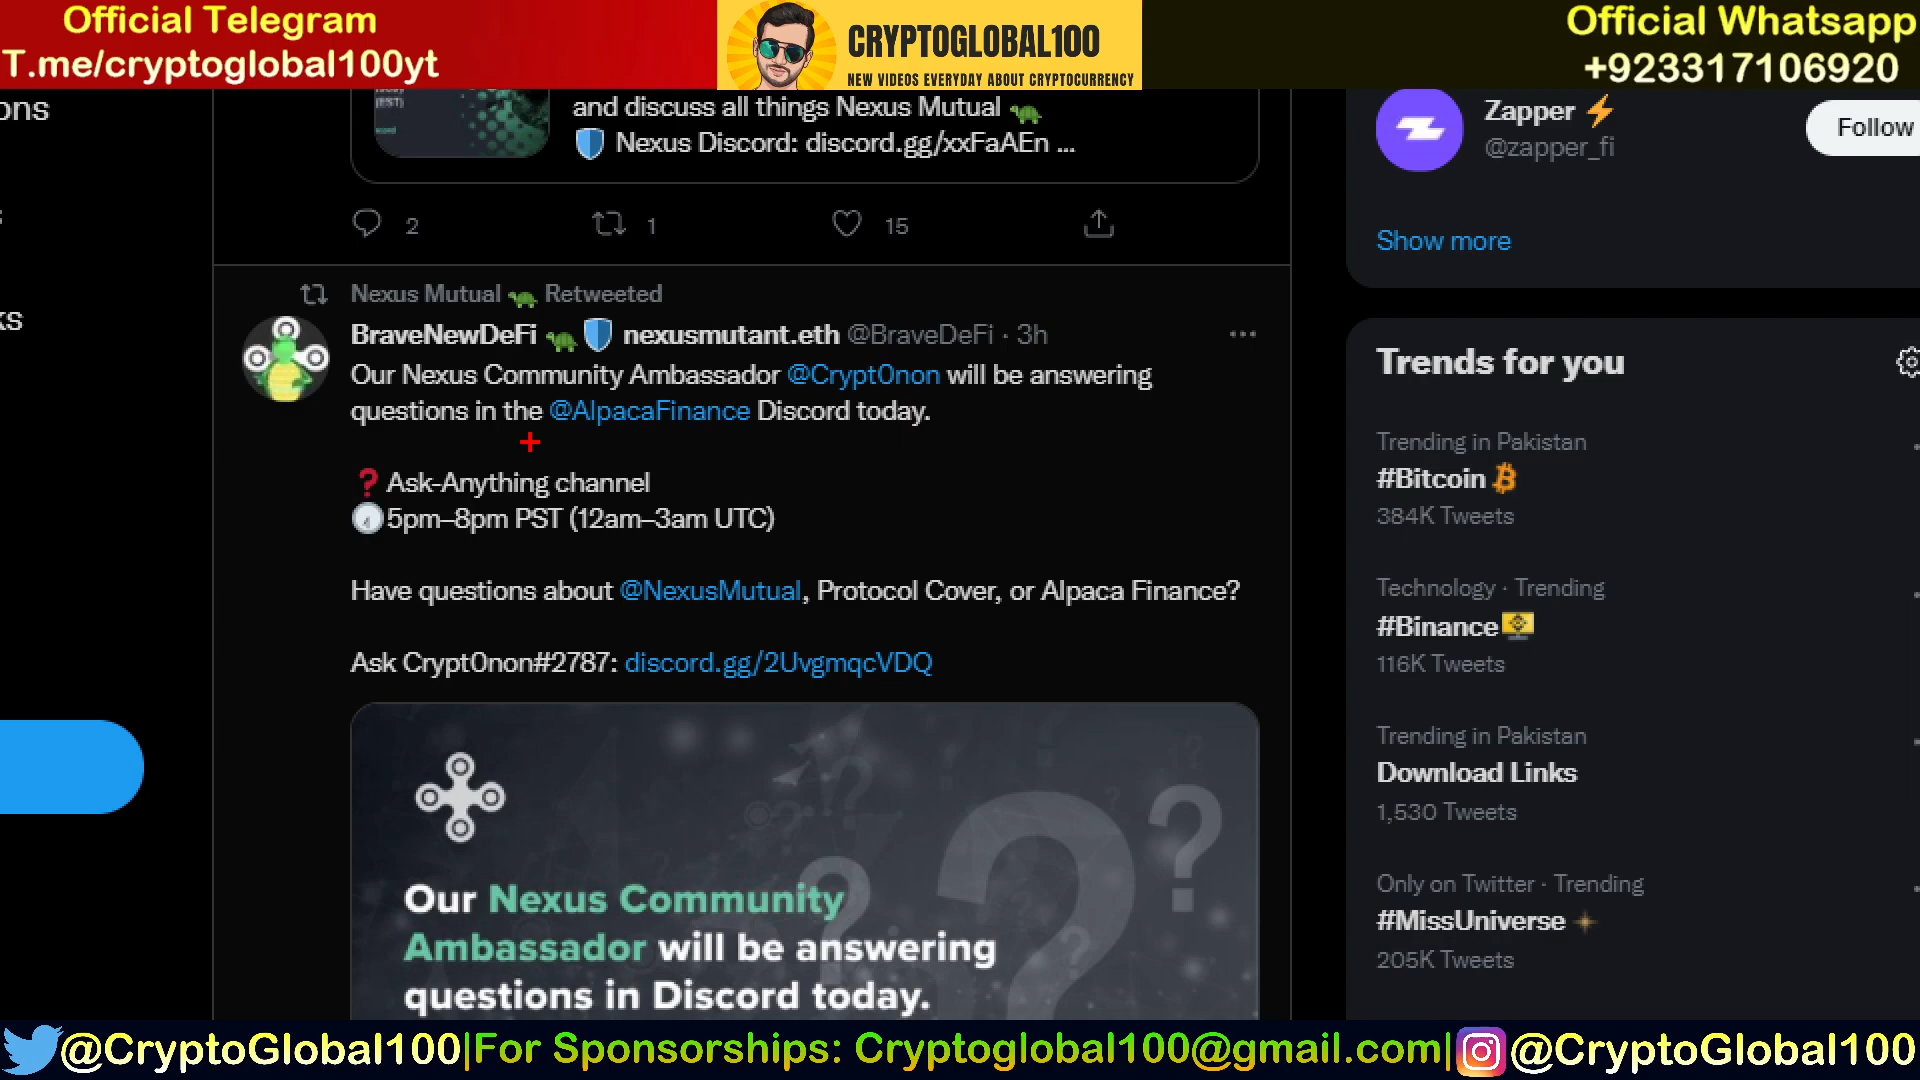 Official Telegram
T.me/cryptoglobal100yt
CRYPTOGLOBAL100
NEW VIDEOS EVERYDAY ABOUT CRYPTOCURRENCY
Official Whatsapp
+923317106920
ons
(EST)
and discuss all things Nexus Mutual 🐢
🛡️ Nexus Discord: discord.gg/xxFaAEn ...
2 1 15
Nexus Mutual 🐢 Retweeted
BraveNewDeFi 🐢🛡️ nexusmutant.eth @BraveDeFi · 3h
Our Nexus Community Ambassador @Crypt0non will be answering
questions in the @AlpacaFinance Discord today.
❓Ask-Anything channel
🕡5pm–8pm PST (12am–3am UTC)
Have questions about @NexusMutual, Protocol Cover, or Alpaca Finance?
Ask Crypt0non#2787: discord.gg/2UvgmqcVDQ
Our Nexus Community
Ambassador will be answering
questions in Discord today.
Zapper ⚡
@zapper_fi
Follow
Show more
Trends for you
Trending in Pakistan
#Bitcoin
384K Tweets
Technology · Trending
#Binance
116K Tweets
Trending in Pakistan
Download Links
1,530 Tweets
Only on Twitter · Trending
#MissUniverse
205K Tweets
@CryptoGlobal100|For Sponsorships: Cryptoglobal100@gmail.com| @CryptoGlobal100